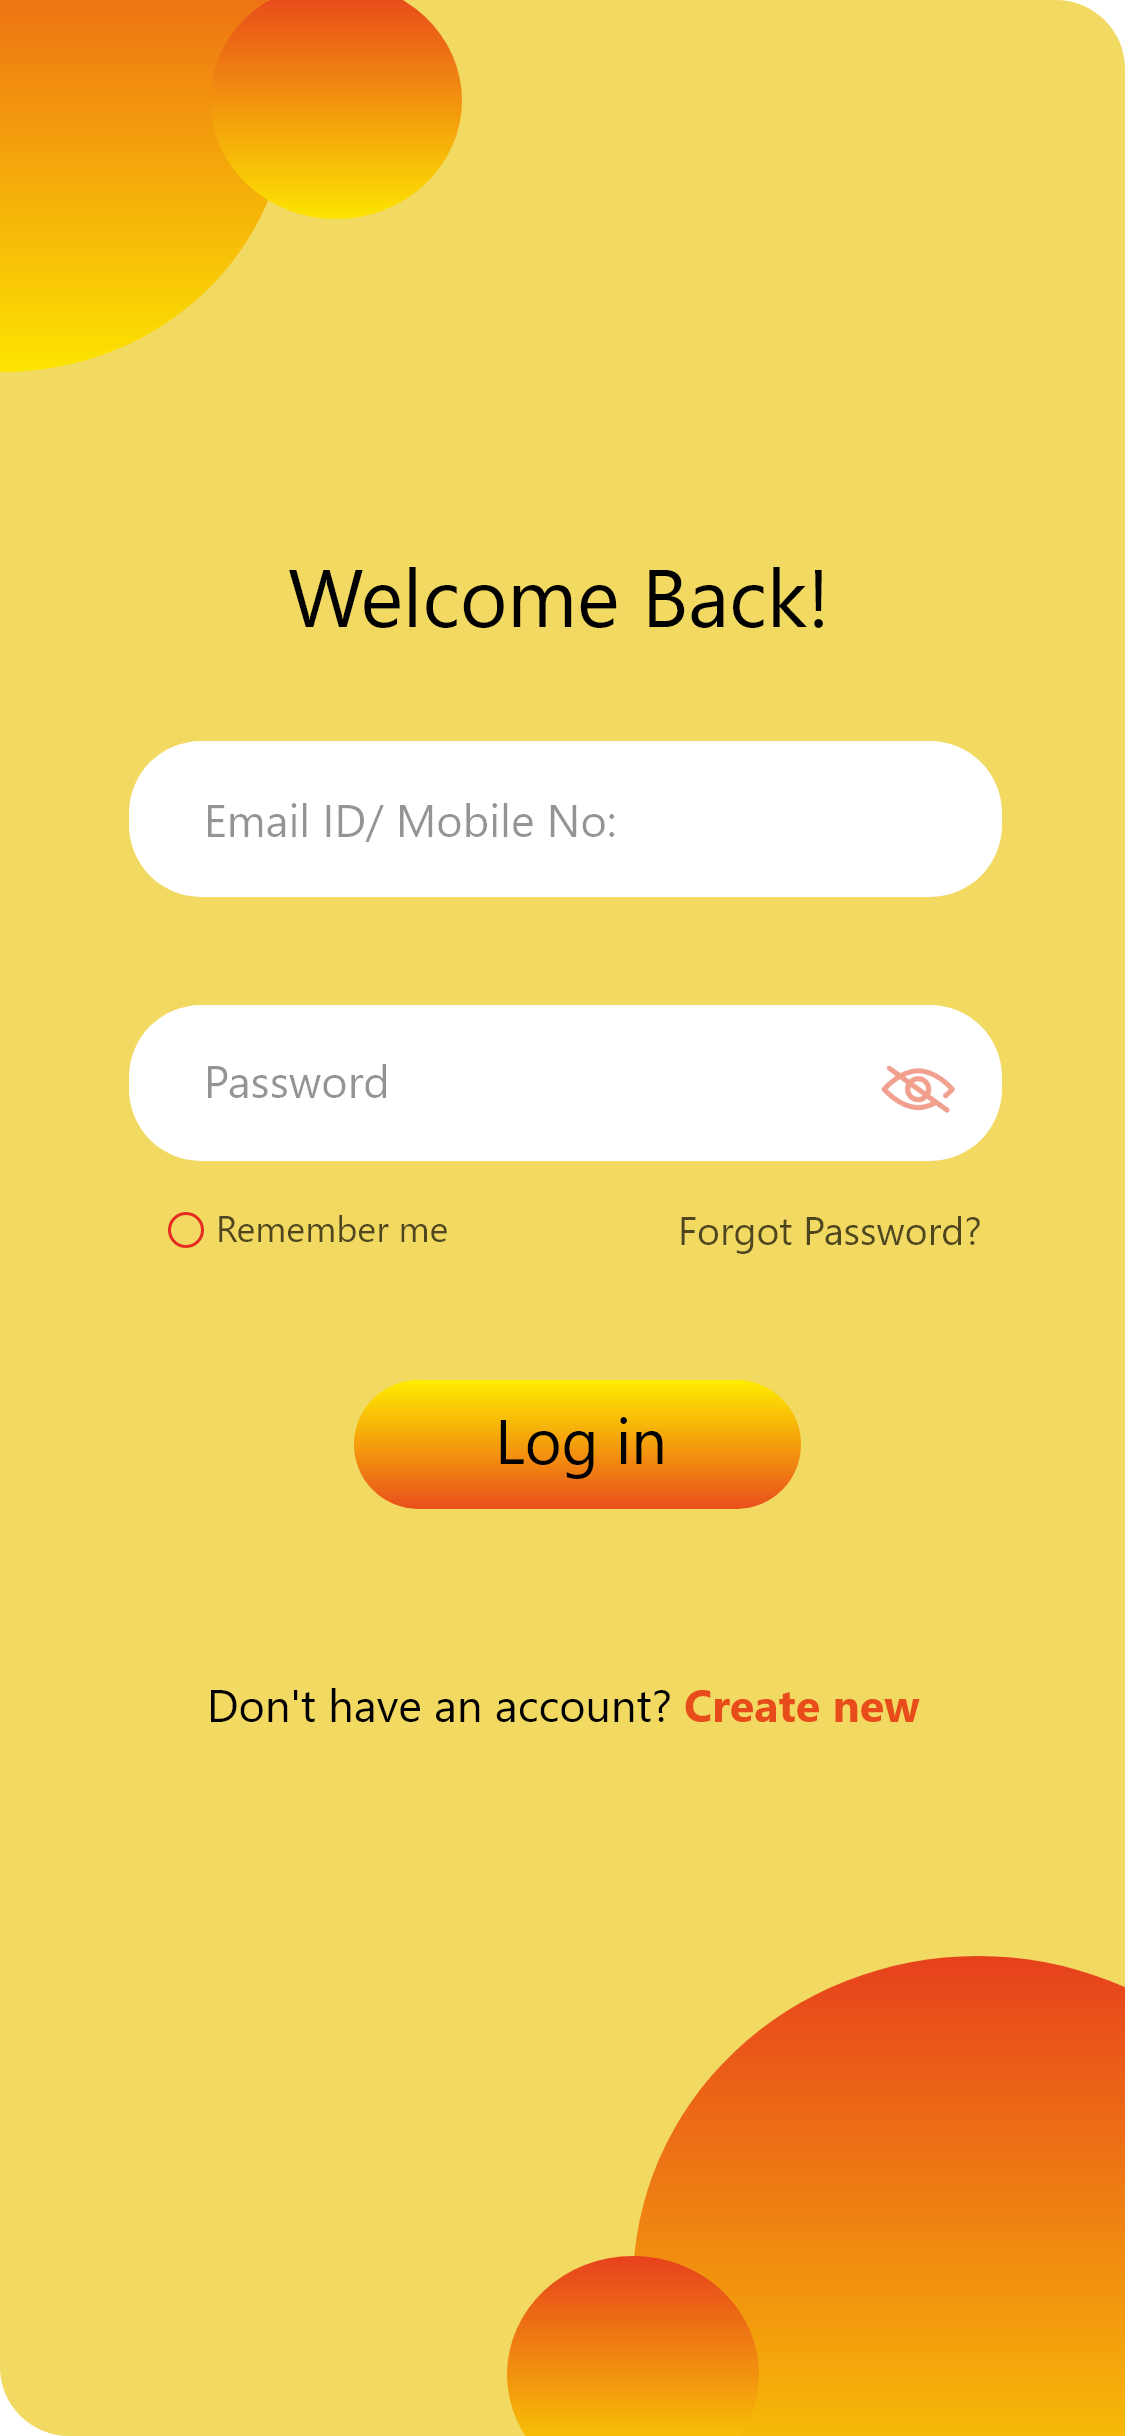 Welcome Back!
Email ID/ Mobile No:
Password
Remember me
Forgot Password?
Log in
Don't have an account? Create new